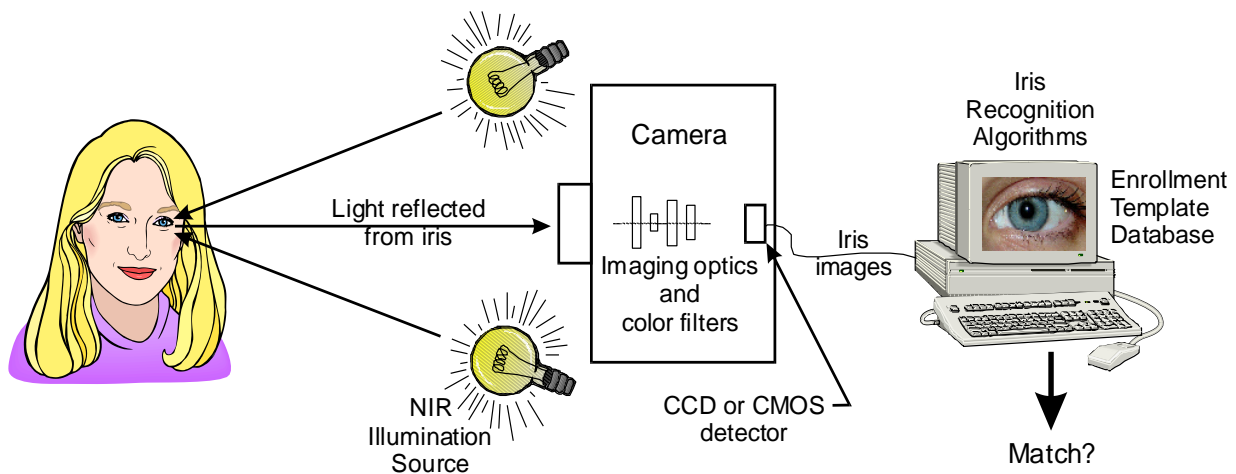 Light reflected
from iris
NIR
Illumination
Source
Camera
Imaging optics
and
color filters
CCD or CMOS
detector
Iris
images
Iris
Recognition
Algorithms
Enrollment
Template
Database
Match?